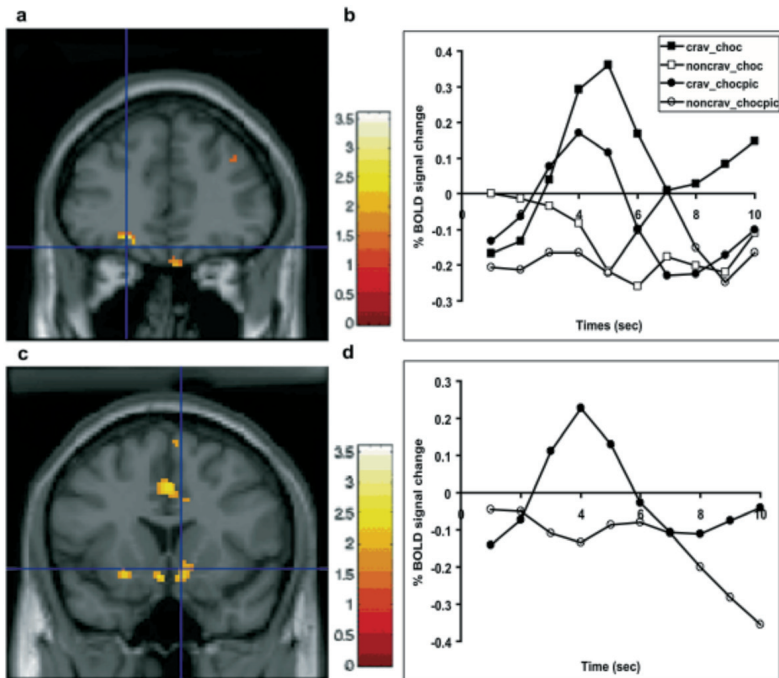 a
3.5
3
2.5
2
1.5
1
0.5
0
b
0.4
0.3
0.2
0.1
0
-0.1
-0.2
-0.3
% BOLD signal change
0 2 4 6 8 10
Times (sec)
crav_choc
noncrav_choc
crav_chocpic
noncrav_chocpic
c
3.5
3
2.5
2
1.5
1
0.5
0
d
0.3
0.2
0.1
0
-0.1
-0.2
-0.3
-0.4
% BOLD signal change
0 2 4 6 8 10
Time (sec)